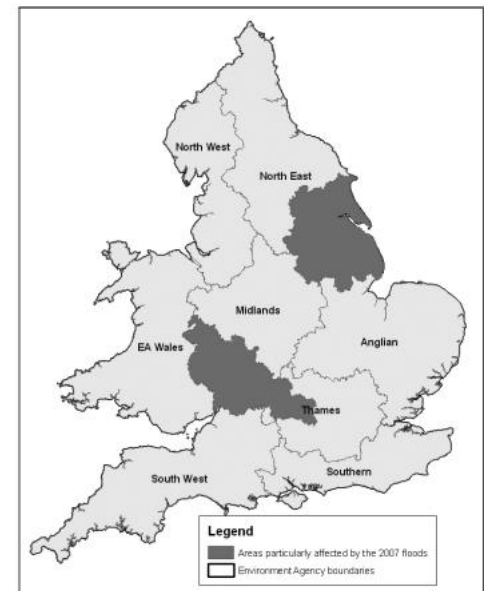 North West
North East
Midlands
EA Wales
Anglian
Thames
South West
Southern
Legend
Areas particularly affected by the 2007 floods
Environment Agency boundaries